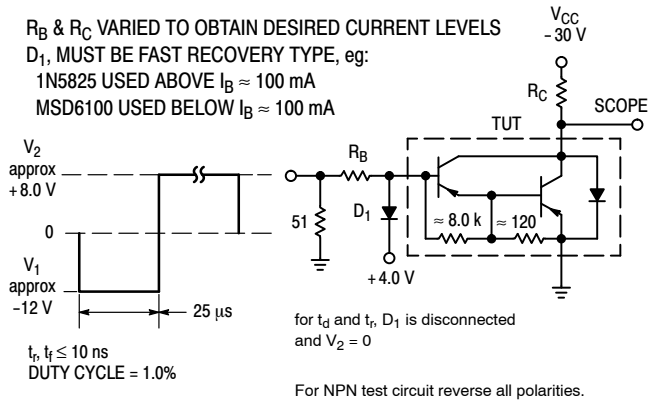 R_B & R_C VARIED TO OBTAIN DESIRED CURRENT LEVELS
D_1, MUST BE FAST RECOVERY TYPE, eg:
1N5825 USED ABOVE I_B ≈ 100 mA
MSD6100 USED BELOW I_B ≈ 100 mA
V_CC
- 30 V
R_C
SCOPE
TUT
V_2
approx
+8.0 V
0
V_1
approx
-12 V
25 μs
t_r, t_f ≤ 10 ns
DUTY CYCLE = 1.0%
R_B
51
D_1
+4.0 V
≈ 8.0 k
≈ 120
for t_d and t_r, D_1 is disconnected
and V_2 = 0
For NPN test circuit reverse all polarities.